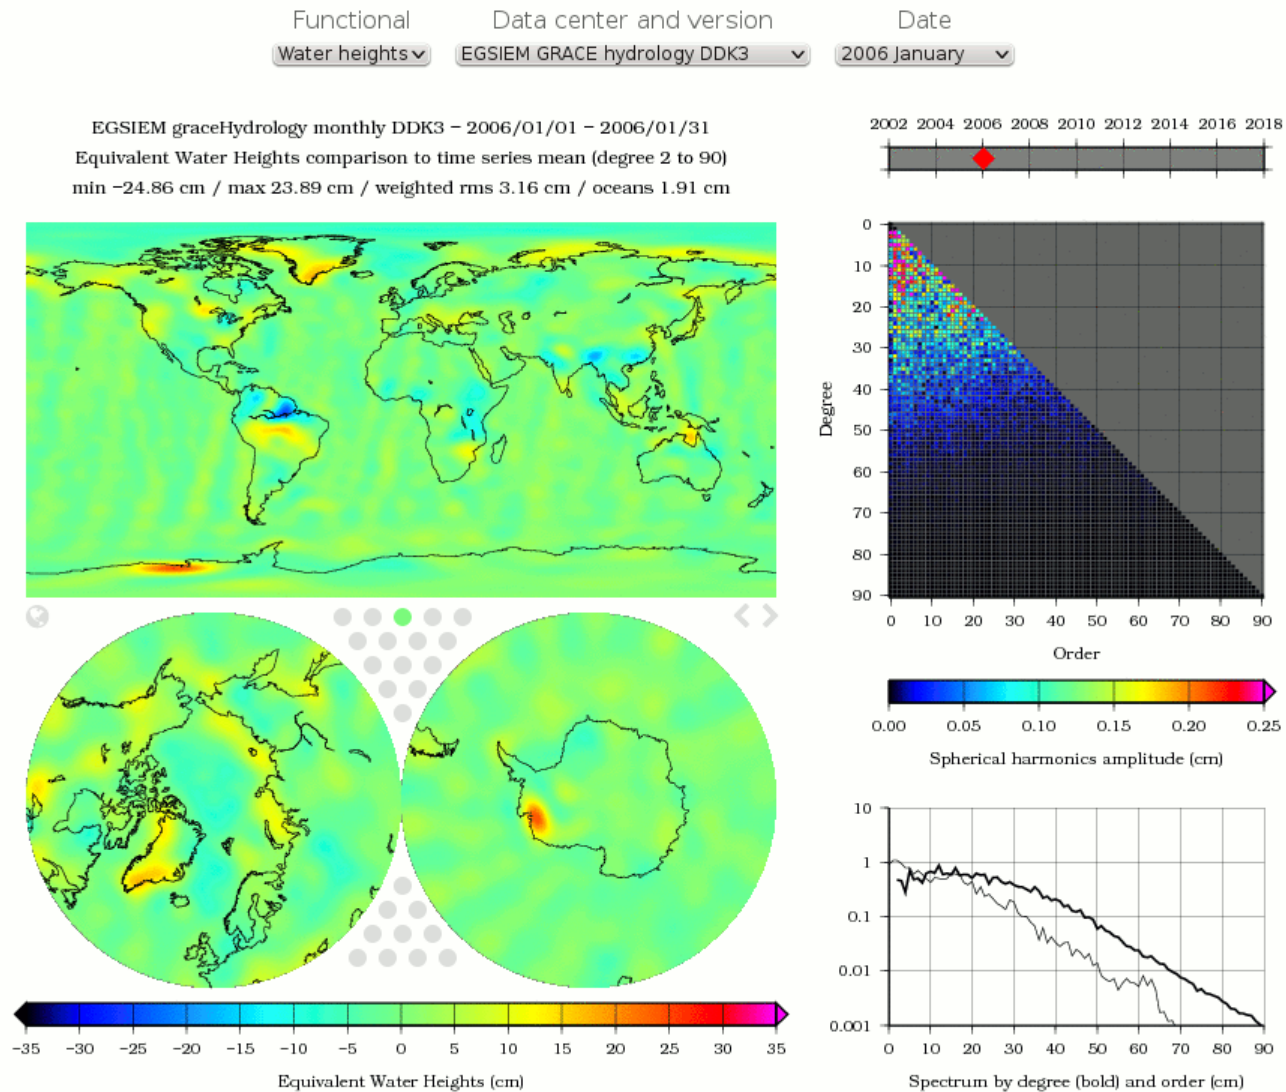 Functional Data center and version Date
Water heights EGSIEM GRACE hydrology DDK3 2006 January
EGSIEM graceHydrology monthly DDK3 − 2006/01/01 − 2006/01/31
Equivalent Water Heights comparison to time series mean (degree 2 to 90)
min −24.86 cm / max 23.89 cm / weighted rms 3.16 cm / oceans 1.91 cm
2002 2004 2006 2008 2010 2012 2014 2016 2018
0
10
20
30
40
50
60
70
80
90
Degree
0 10 20 30 40 50 60 70 80 90
Order
0.00 0.05 0.10 0.15 0.20 0.25
Spherical harmonics amplitude (cm)
10
1
0.1
0.01
0.001
0 10 20 30 40 50 60 70 80 90
Spectrum by degree (bold) and order (cm)
−35 −30 −25 −20 −15 −10 −5 0 5 10 15 20 25 30 35
Equivalent Water Heights (cm)